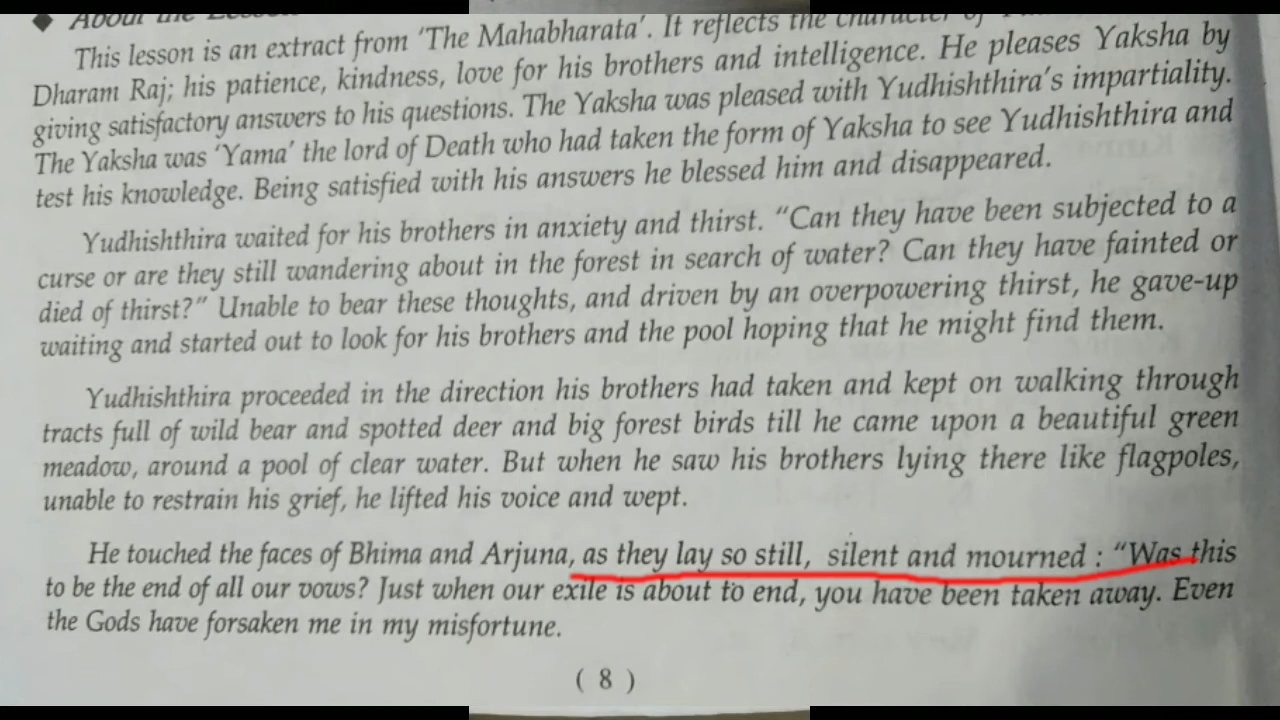 ◆ About the Lesson
This lesson is an extract from 'The Mahabharata'. It reflects the character of
Dharam Raj; his patience, kindness, love for his brothers and intelligence. He pleases Yaksha by
giving satisfactory answers to his questions. The Yaksha was pleased with Yudhishthira's impartiality.
The Yaksha was 'Yama' the lord of Death who had taken the form of Yaksha to see Yudhishthira and
test his knowledge. Being satisfied with his answers he blessed him and disappeared.
Yudhishthira waited for his brothers in anxiety and thirst. "Can they have been subjected to a
curse or are they still wandering about in the forest in search of water? Can they have fainted or
died of thirst?" Unable to bear these thoughts, and driven by an overpowering thirst, he gave-up
waiting and started out to look for his brothers and the pool hoping that he might find them.
Yudhishthira proceeded in the direction his brothers had taken and kept on walking through
tracts full of wild bear and spotted deer and big forest birds till he came upon a beautiful green
meadow, around a pool of clear water. But when he saw his brothers lying there like flagpoles,
unable to restrain his grief, he lifted his voice and wept.
He touched the faces of Bhima and Arjuna, as they lay so still, silent and mourned : "Was this
to be the end of all our vows? Just when our exile is about to end, you have been taken away. Even
the Gods have forsaken me in my misfortune.
( 8 )